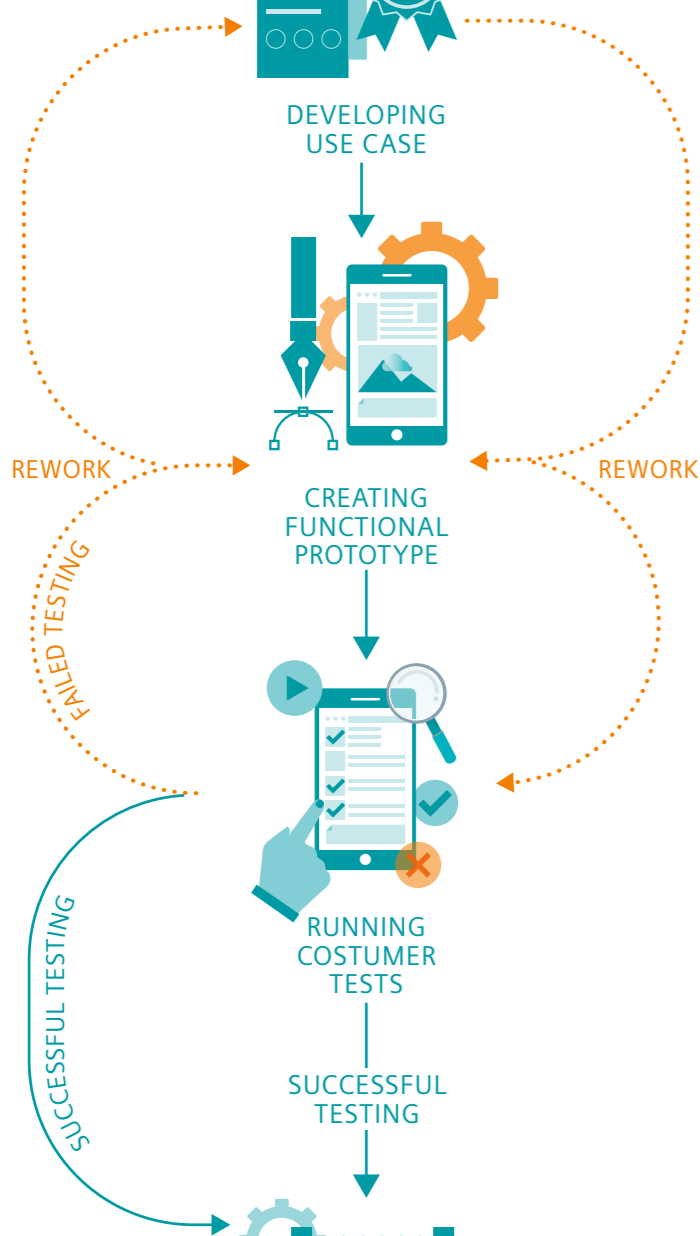 DEVELOPING
USE CASE
REWORK
REWORK
CREATING
FUNCTIONAL
PROTOTYPE
FAILED TESTING
RUNNING
COSTUMER
TESTS
SUCCESSFUL TESTING
SUCCESSFUL
TESTING